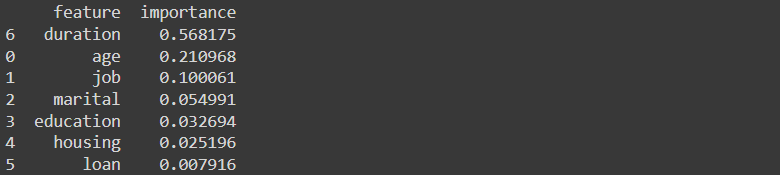 feature importance
6 duration 0.568175
0 age 0.210968
1 job 0.100061
2 marital 0.054991
3 education 0.032694
4 housing 0.025196
5 loan 0.007916